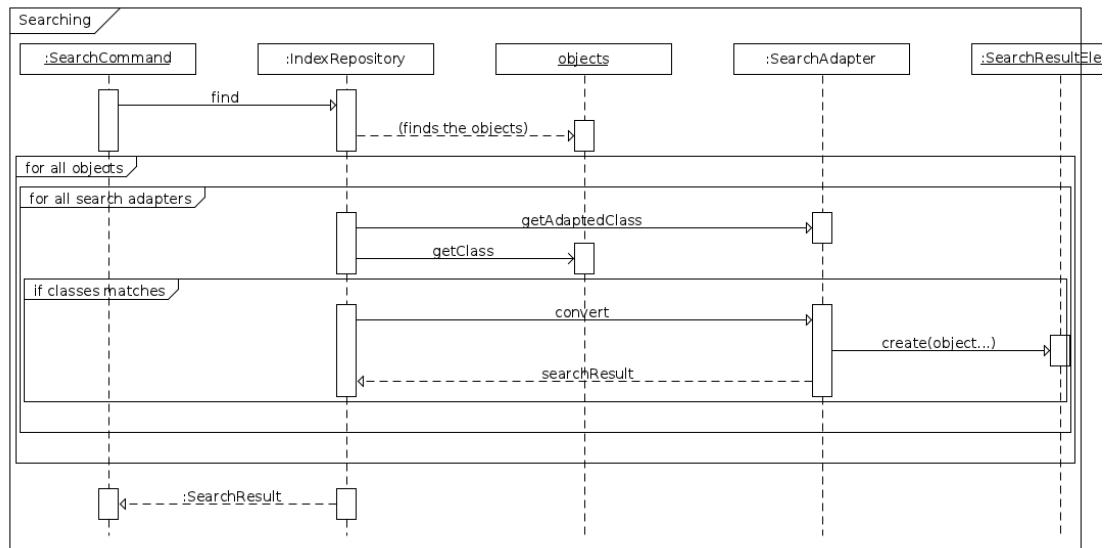 Searching
:SearchCommand
:IndexRepository
objects
:SearchAdapter
:SearchResultEle
find
(finds the objects)
for all objects
for all search adapters
getAdaptedClass
getClass
if classes matches
convert
create(object...)
searchResult
:SearchResult